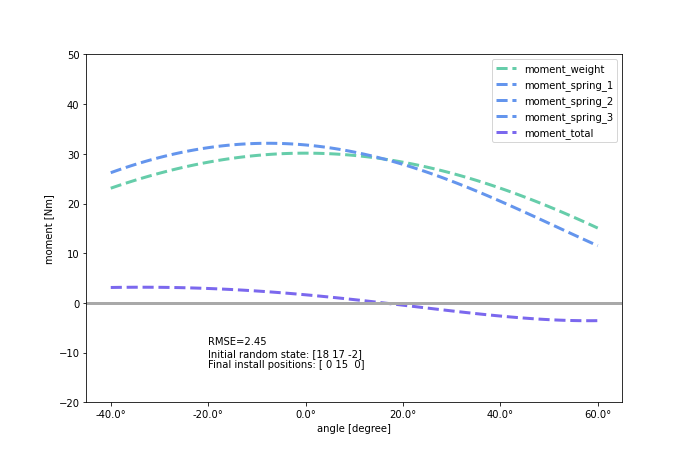 50
40
30
20
10
0
−10
−20
moment [Nm]
moment_weight
moment_spring_1
moment_spring_2
moment_spring_3
moment_total
RMSE=2.45
Initial random state: [18 17 -2]
Final install positions: [ 0 15  0]
-40.0° -20.0° 0.0° 20.0° 40.0° 60.0°
angle [degree]